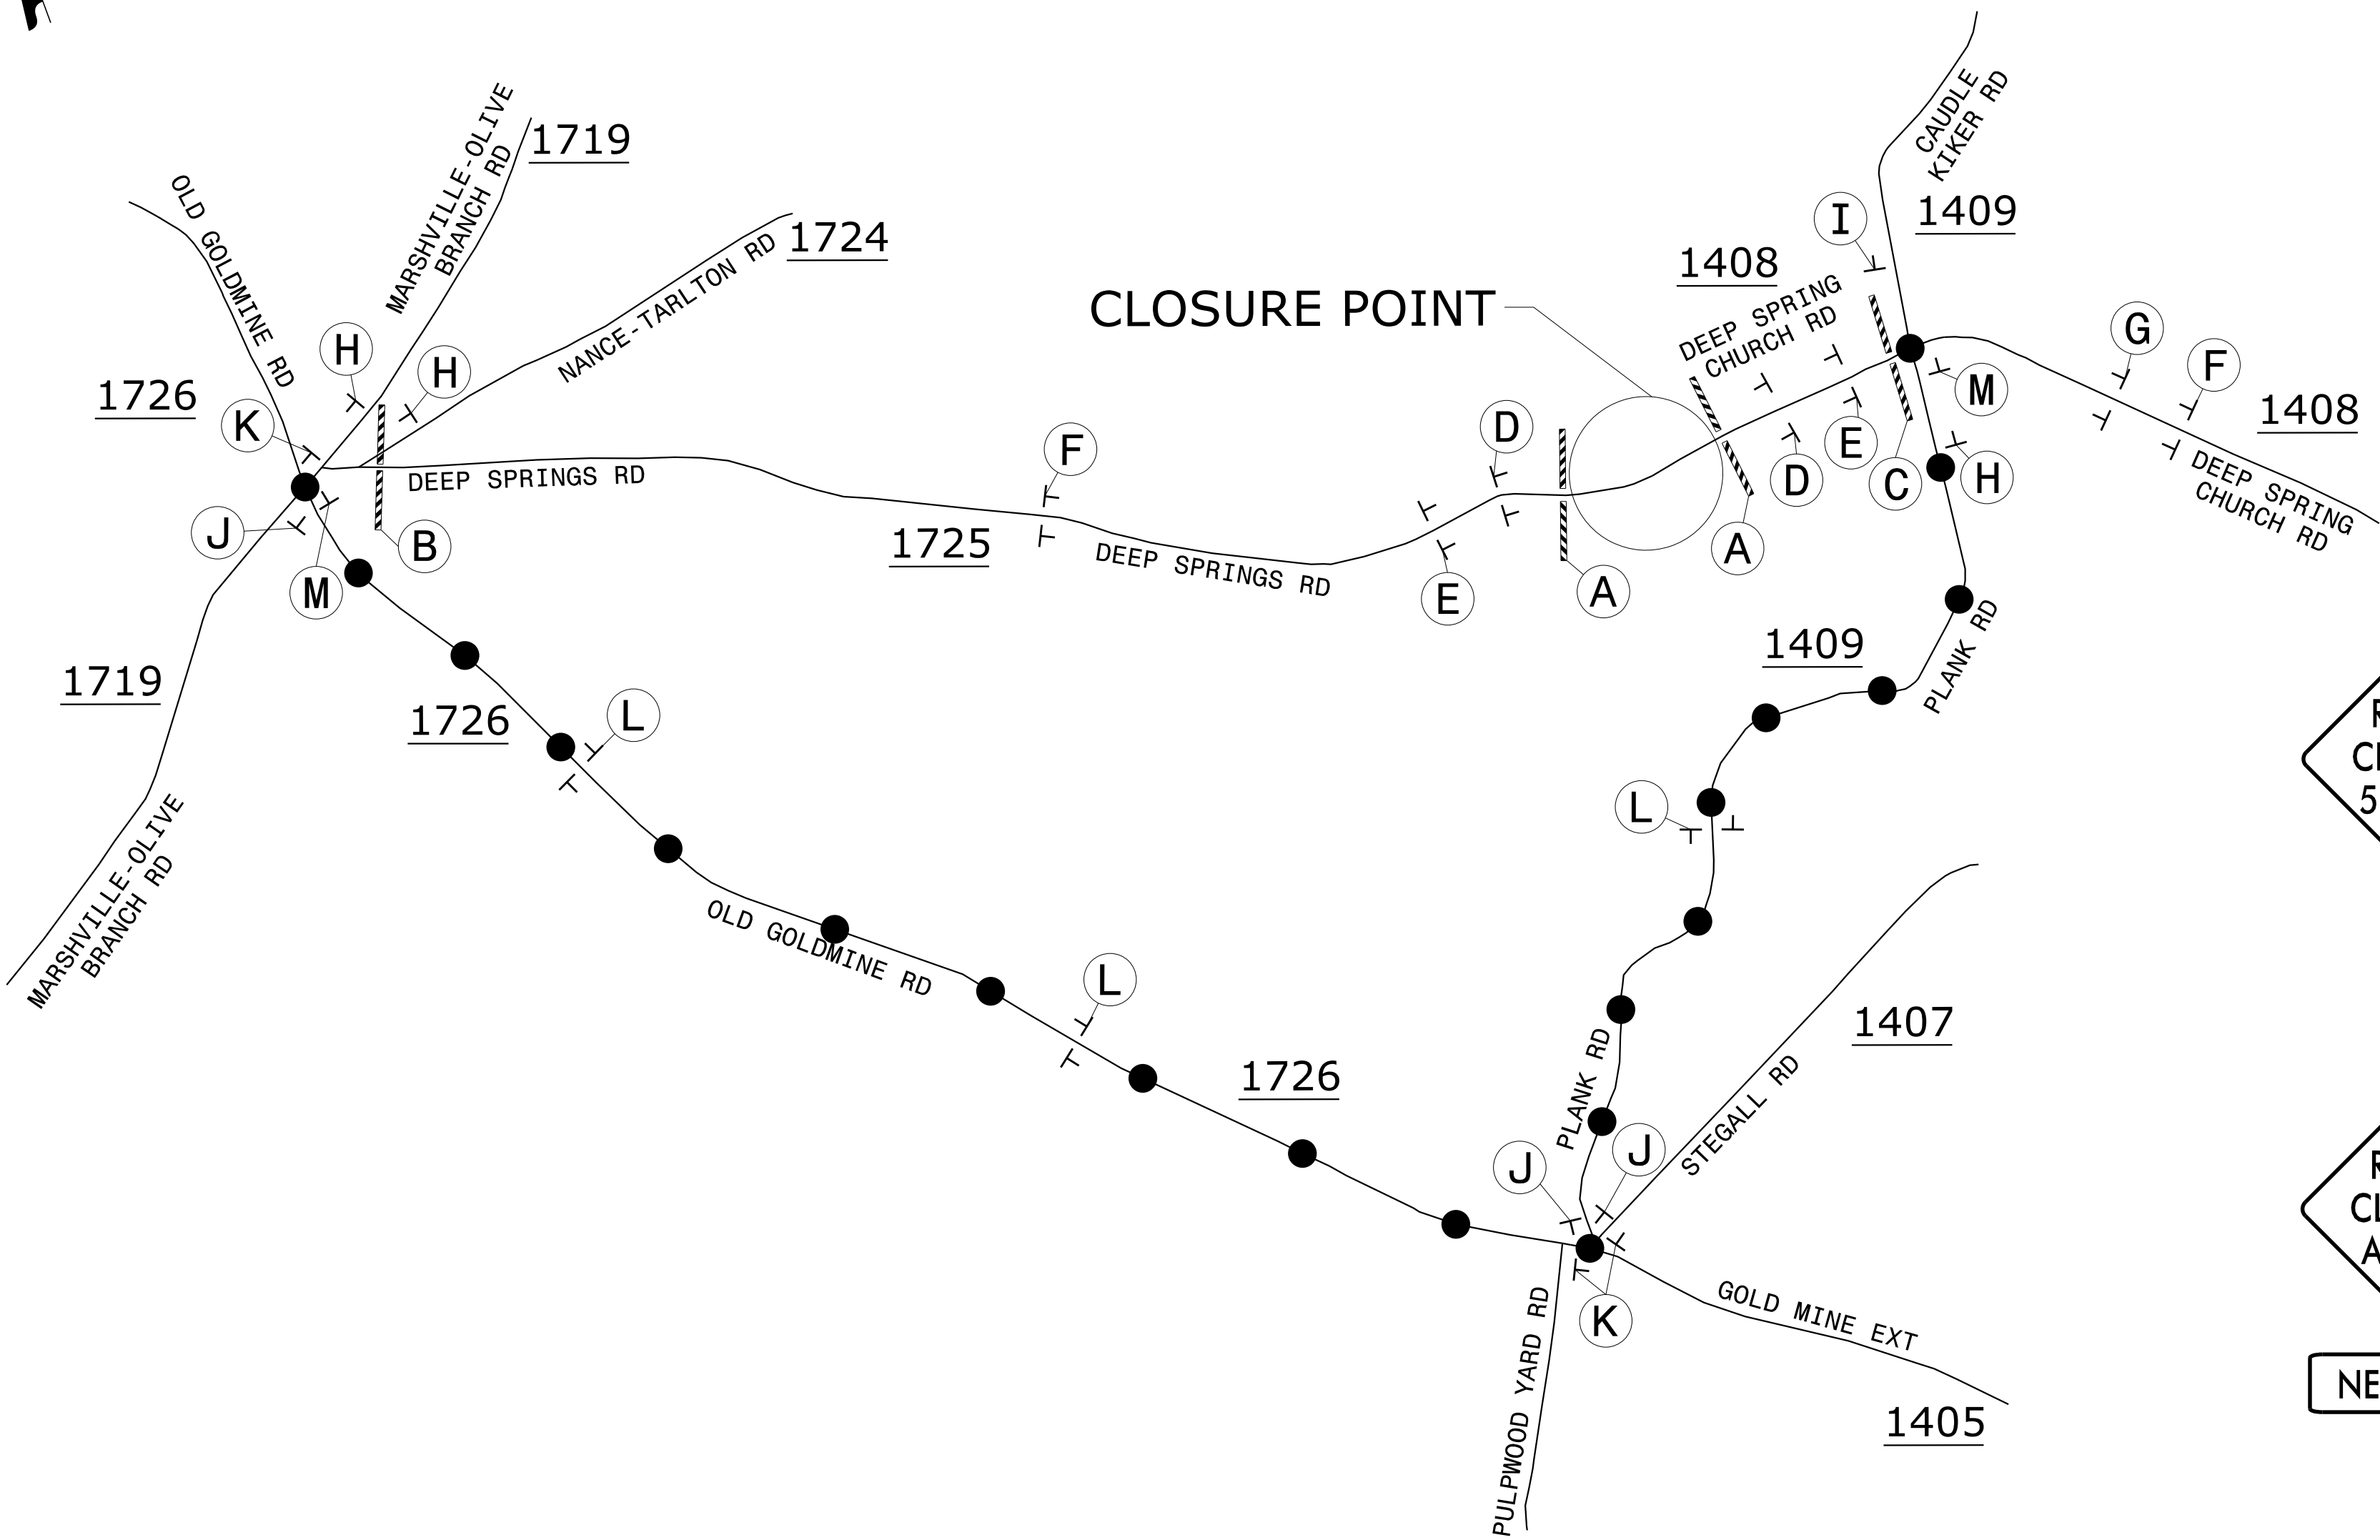 OLD GOLDMINE RD
MARSHVILLE-OLIVE
BRANCH RD
1719
NANCE-TARLTON RD
1724
1726
H
H
K
J
M
B
DEEP SPRINGS RD
1725
F
DEEP SPRINGS RD
CLOSURE POINT
1408
DEEP SPRING
CHURCH RD
I
CAUDLE
KIKER RD
1409
G
F
1408
DEEP SPRING
CHURCH RD
M
D
E
A
A
D
E
C
H
PLANK RD
1409
1719
MARSHVILLE-OLIVE
BRANCH RD
1726
L
OLD GOLDMINE RD
L
1726
L
PLANK RD
1407
STEGALL RD
J
J
K
GOLD MINE EXT
1405
PULPWOOD YARD RD
5
A
NE